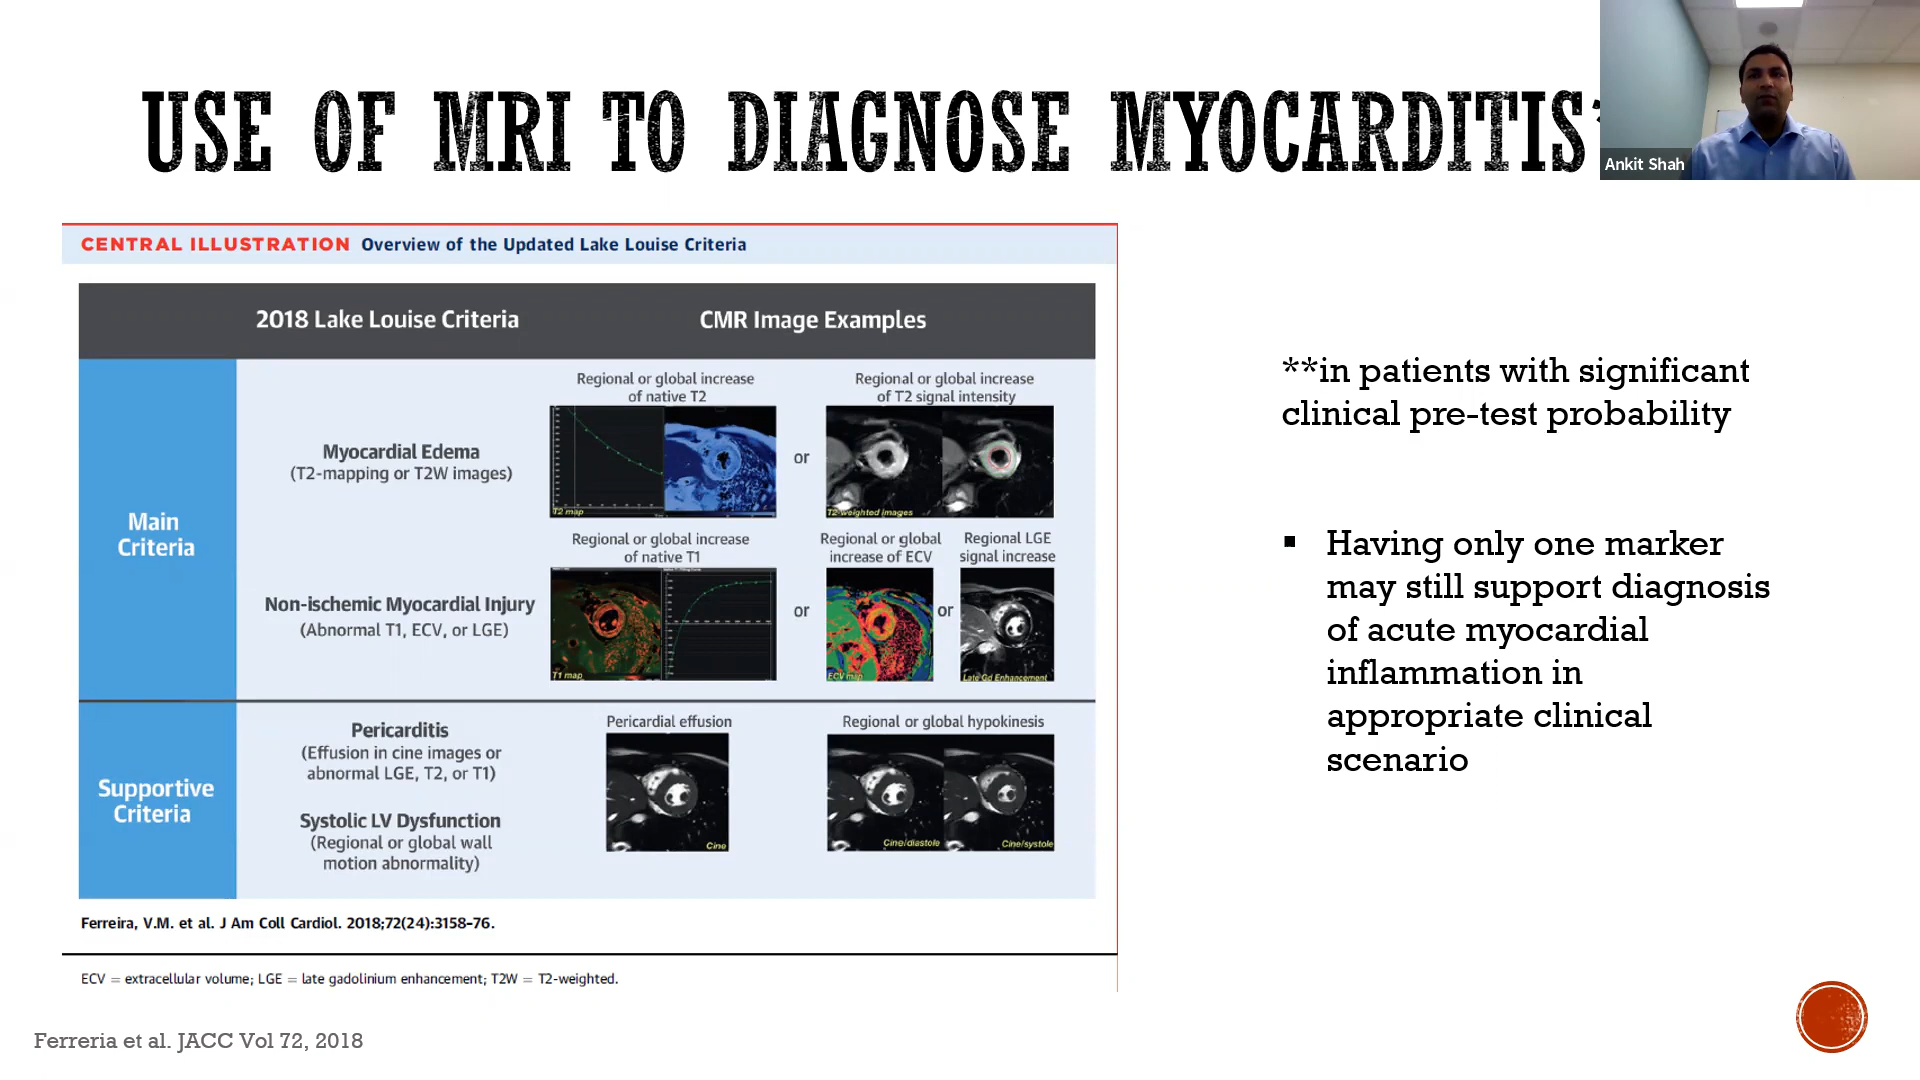 USE OF MRI TO DIAGNOSE MYOCARDITIS*
Ankit Shah
CENTRAL ILLUSTRATION Overview of the Updated Lake Louise Criteria
2018 Lake Louise Criteria
CMR Image Examples
Main
Criteria
Myocardial Edema
(T2-mapping or T2W images)
Regional or global increase
of native T2
T2 map
or
Regional or global increase
of T2 signal intensity
T2-weighted images
Non-ischemic Myocardial Injury
(Abnormal T1, ECV, or LGE)
Regional or global increase
of native T1
T1 map
or
Regional or global
increase of ECV
ECV map
or
Regional LGE
signal increase
Late Gd Enhancement
Supportive
Criteria
Pericarditis
(Effusion in cine images or
abnormal LGE, T2, or T1)
Pericardial effusion
Cine
Systolic LV Dysfunction
(Regional or global wall
motion abnormality)
Regional or global hypokinesis
Cine/diastole
Cine/systole
Ferreira, V.M. et al. J Am Coll Cardiol. 2018;72(24):3158–76.
ECV = extracellular volume; LGE = late gadolinium enhancement; T2W = T2-weighted.
**in patients with significant
clinical pre-test probability
▪ Having only one marker
may still support diagnosis
of acute myocardial
inflammation in
appropriate clinical
scenario
Ferreria et al. JACC Vol 72, 2018